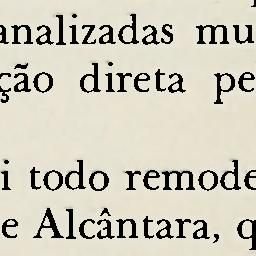 analizadas mu
ção direta pe
i todo remode
e Alcântara, q